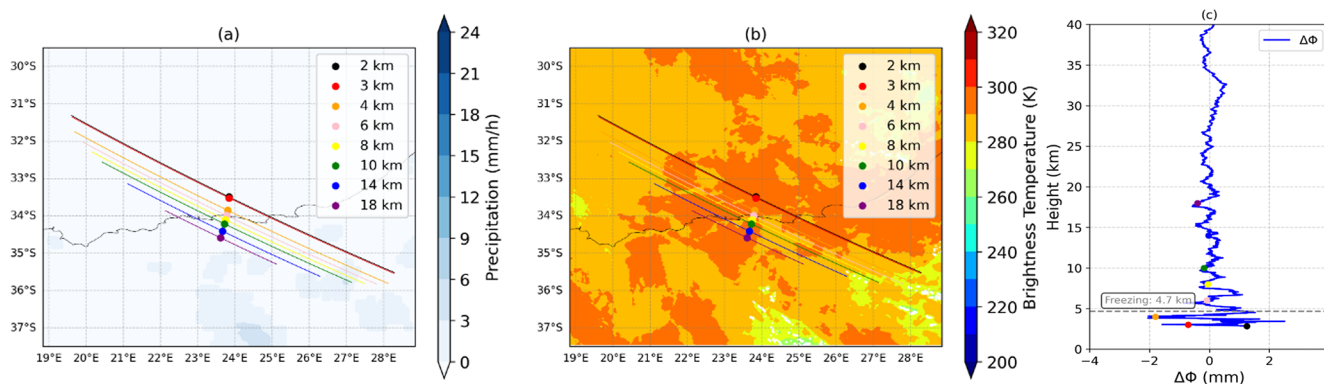 (a)
30°S
31°S
32°S
33°S
34°S
35°S
36°S
37°S
19°E 20°E 21°E 22°E 23°E 24°E 25°E 26°E 27°E 28°E
2 km
3 km
4 km
6 km
8 km
10 km
14 km
18 km
24
21
18
15
12
9
6
3
0
Precipitation (mm/h)
(b)
30°S
31°S
32°S
33°S
34°S
35°S
36°S
37°S
19°E 20°E 21°E 22°E 23°E 24°E 25°E 26°E 27°E 28°E
2 km
3 km
4 km
6 km
8 km
10 km
14 km
18 km
320
300
290
280
260
240
220
200
Brightness Temperature (K)
(c)
ΔΦ
40
35
30
25
20
15
10
5
0
Height (km)
Freezing: 4.7 km
−4 −2 0 2
ΔΦ (mm)